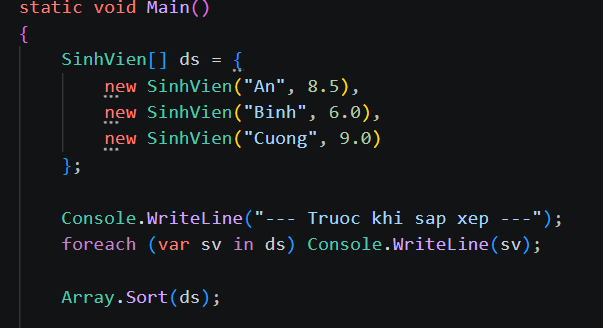 static void Main()
{
    SinhVien[] ds = {
        new SinhVien("An", 8.5),
        new SinhVien("Binh", 6.0),
        new SinhVien("Cuong", 9.0)
    };
    Console.WriteLine("--- Truoc khi sap xep ---");
    foreach (var sv in ds) Console.WriteLine(sv);
    Array.Sort(ds);